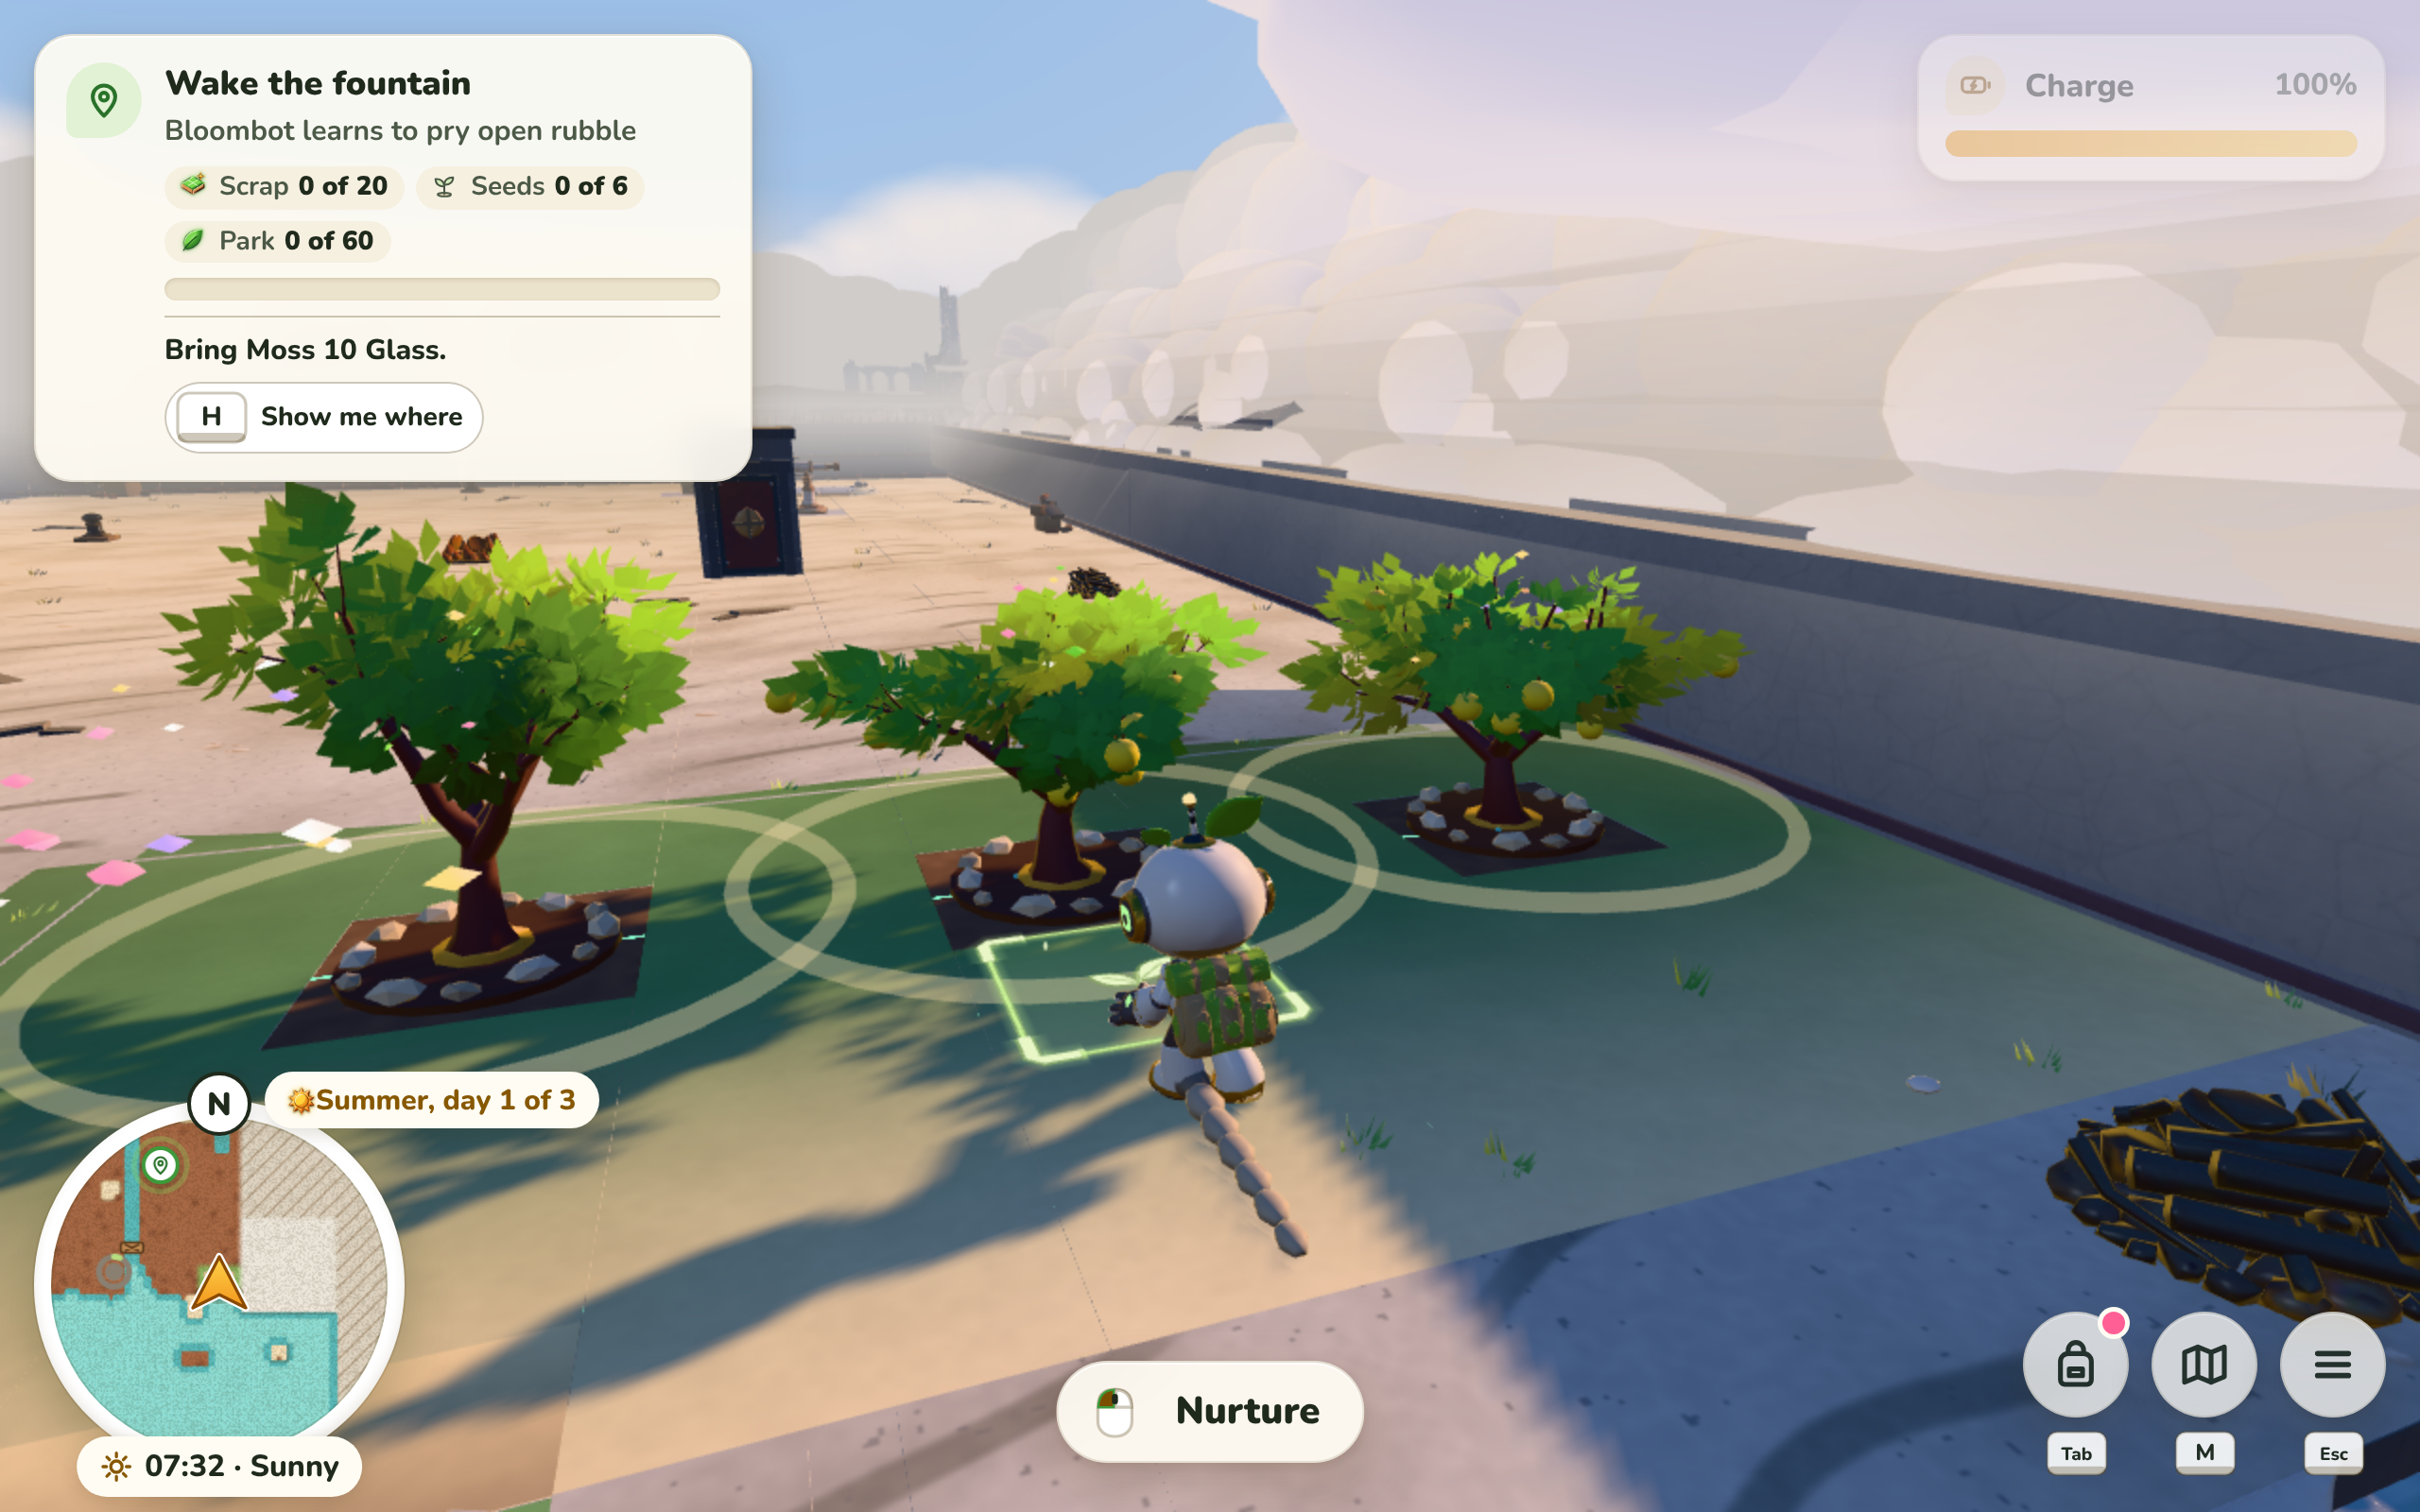 Wake the fountain
Bloombot learns to pry open rubble
Scrap 0 of 20 Seeds 0 of 6
Park 0 of 60
Bring Moss 10 Glass.
H Show me where
Charge 100%
N
Summer, day 1 of 3
07:32 · Sunny
Nurture
Tab M Esc